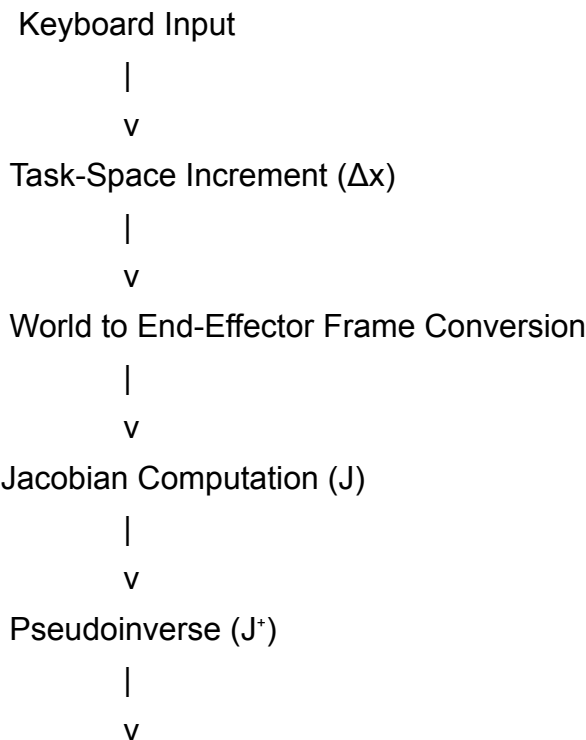 Keyboard Input
|
v
Task-Space Increment (Δx)
|
v
World to End-Effector Frame Conversion
|
v
Jacobian Computation (J)
|
v
Pseudoinverse (J⁺)
|
v